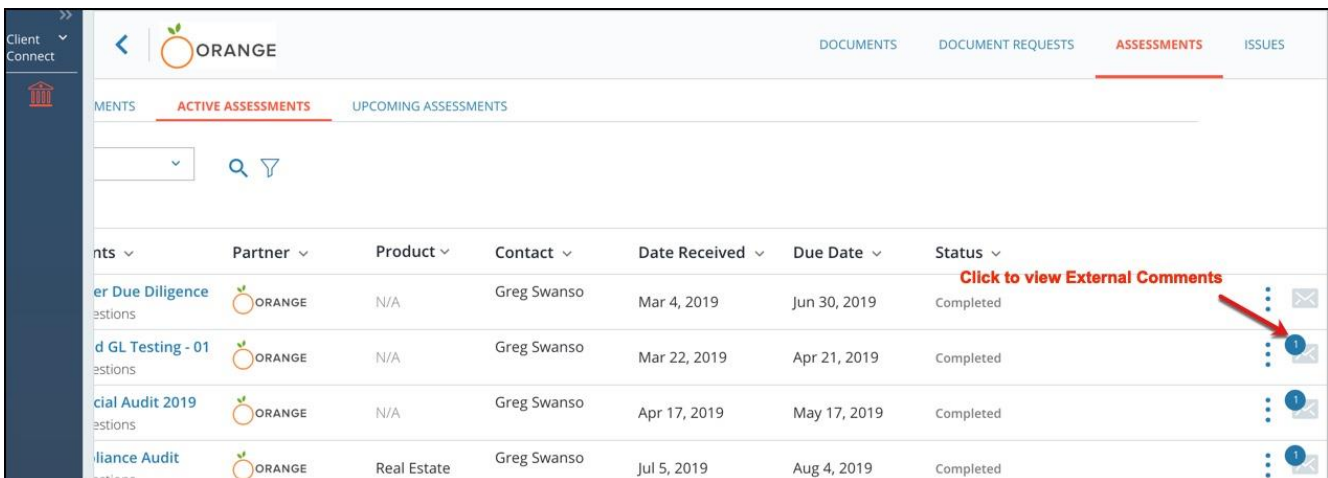 Client
Connect
ORANGE
DOCUMENTS DOCUMENT REQUESTS ASSESSMENTS ISSUES
MENTS ACTIVE ASSESSMENTS UPCOMING ASSESSMENTS
nts Partner Product Contact Date Received Due Date Status
Click to view External Comments
er Due Diligence ORANGE N/A Greg Swanso Mar 4, 2019 Jun 30, 2019 Completed
estions
1
d GL Testing - 01 ORANGE N/A Greg Swanso Mar 22, 2019 Apr 21, 2019 Completed
estions
1
cial Audit 2019 ORANGE N/A Greg Swanso Apr 17, 2019 May 17, 2019 Completed
estions
1
liance Audit ORANGE Real Estate Greg Swanso Jul 5, 2019 Aug 4, 2019 Completed